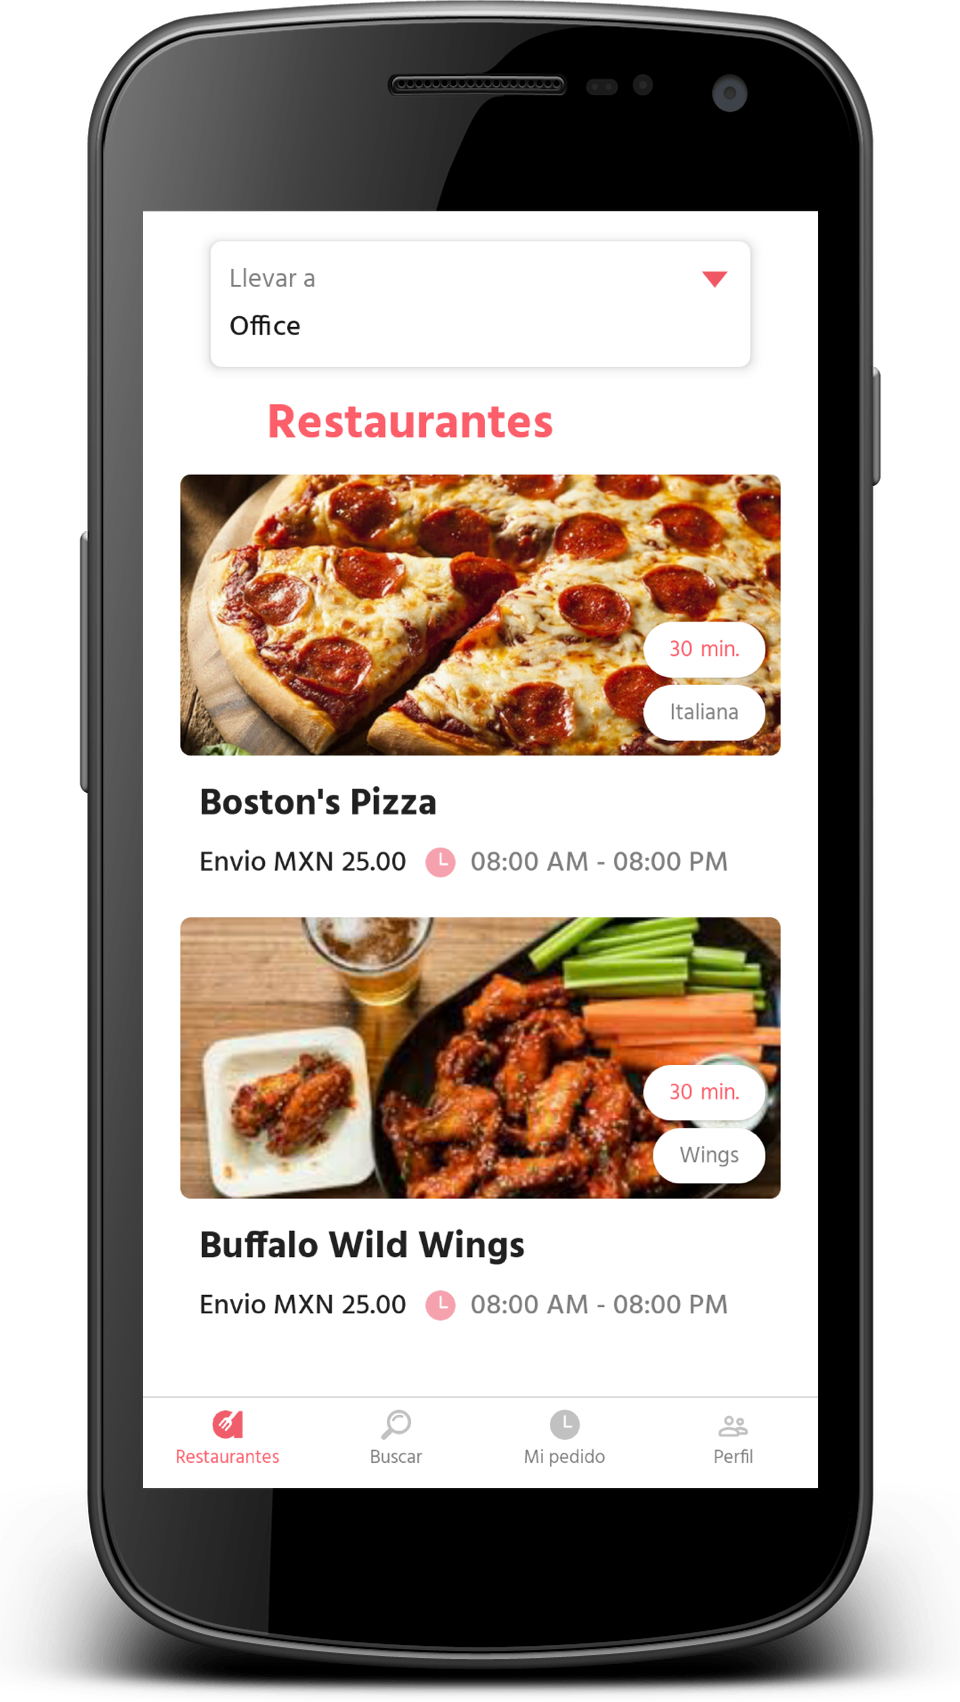 Llevar a
Office
Restaurantes
30 min.
Italiana
Boston's Pizza
Envio MXN 25.00 08:00 AM - 08:00 PM
30 min.
Wings
Buffalo Wild Wings
Envio MXN 25.00 08:00 AM - 08:00 PM
Restaurantes Buscar Mi pedido Perfil